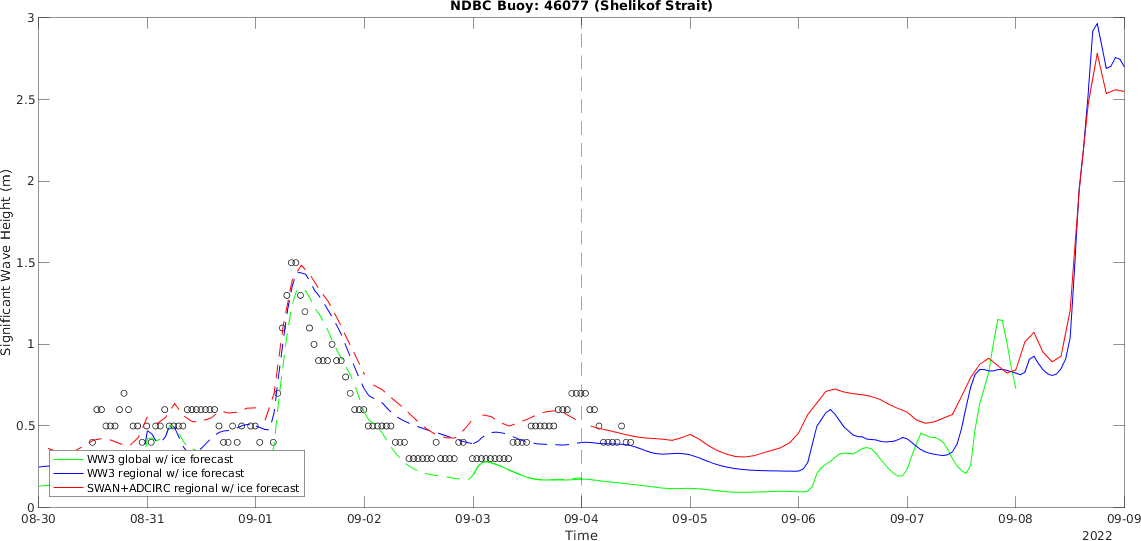 NDBC Buoy: 46077 (Shelikof Strait)
3
2.5
2
1.5
1
0.5
0
Significant Wave Height (m)
WW3 global w/ ice forecast
WW3 regional w/ ice forecast
SWAN+ADCIRC regional w/ ice forecast
08-30 08-31 09-01 09-02 09-03 09-04 09-05 09-06 09-07 09-08 09-09
Time
2022